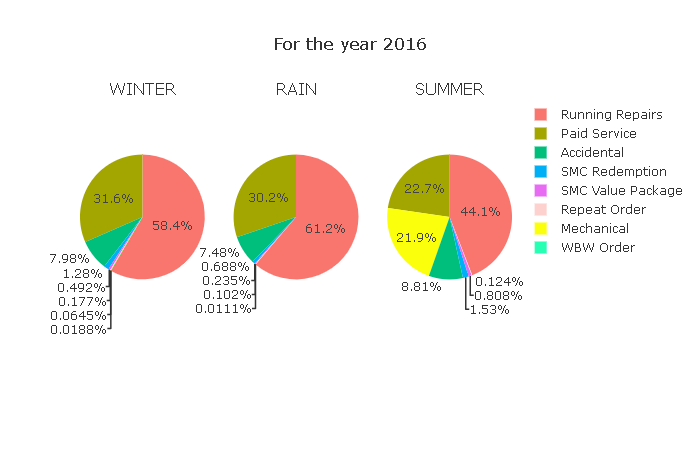 For the year 2016
WINTER
RAIN
SUMMER
Running Repairs
Paid Service
Accidental
SMC Redemption
SMC Value Package
Repeat Order
Mechanical
WBW Order
31.6%
58.4%
7.98%
1.28%
0.492%
0.177%
0.0645%
0.0188%
30.2%
61.2%
7.48%
0.688%
0.235%
0.102%
0.0111%
22.7%
44.1%
21.9%
8.81%
0.124%
0.808%
1.53%